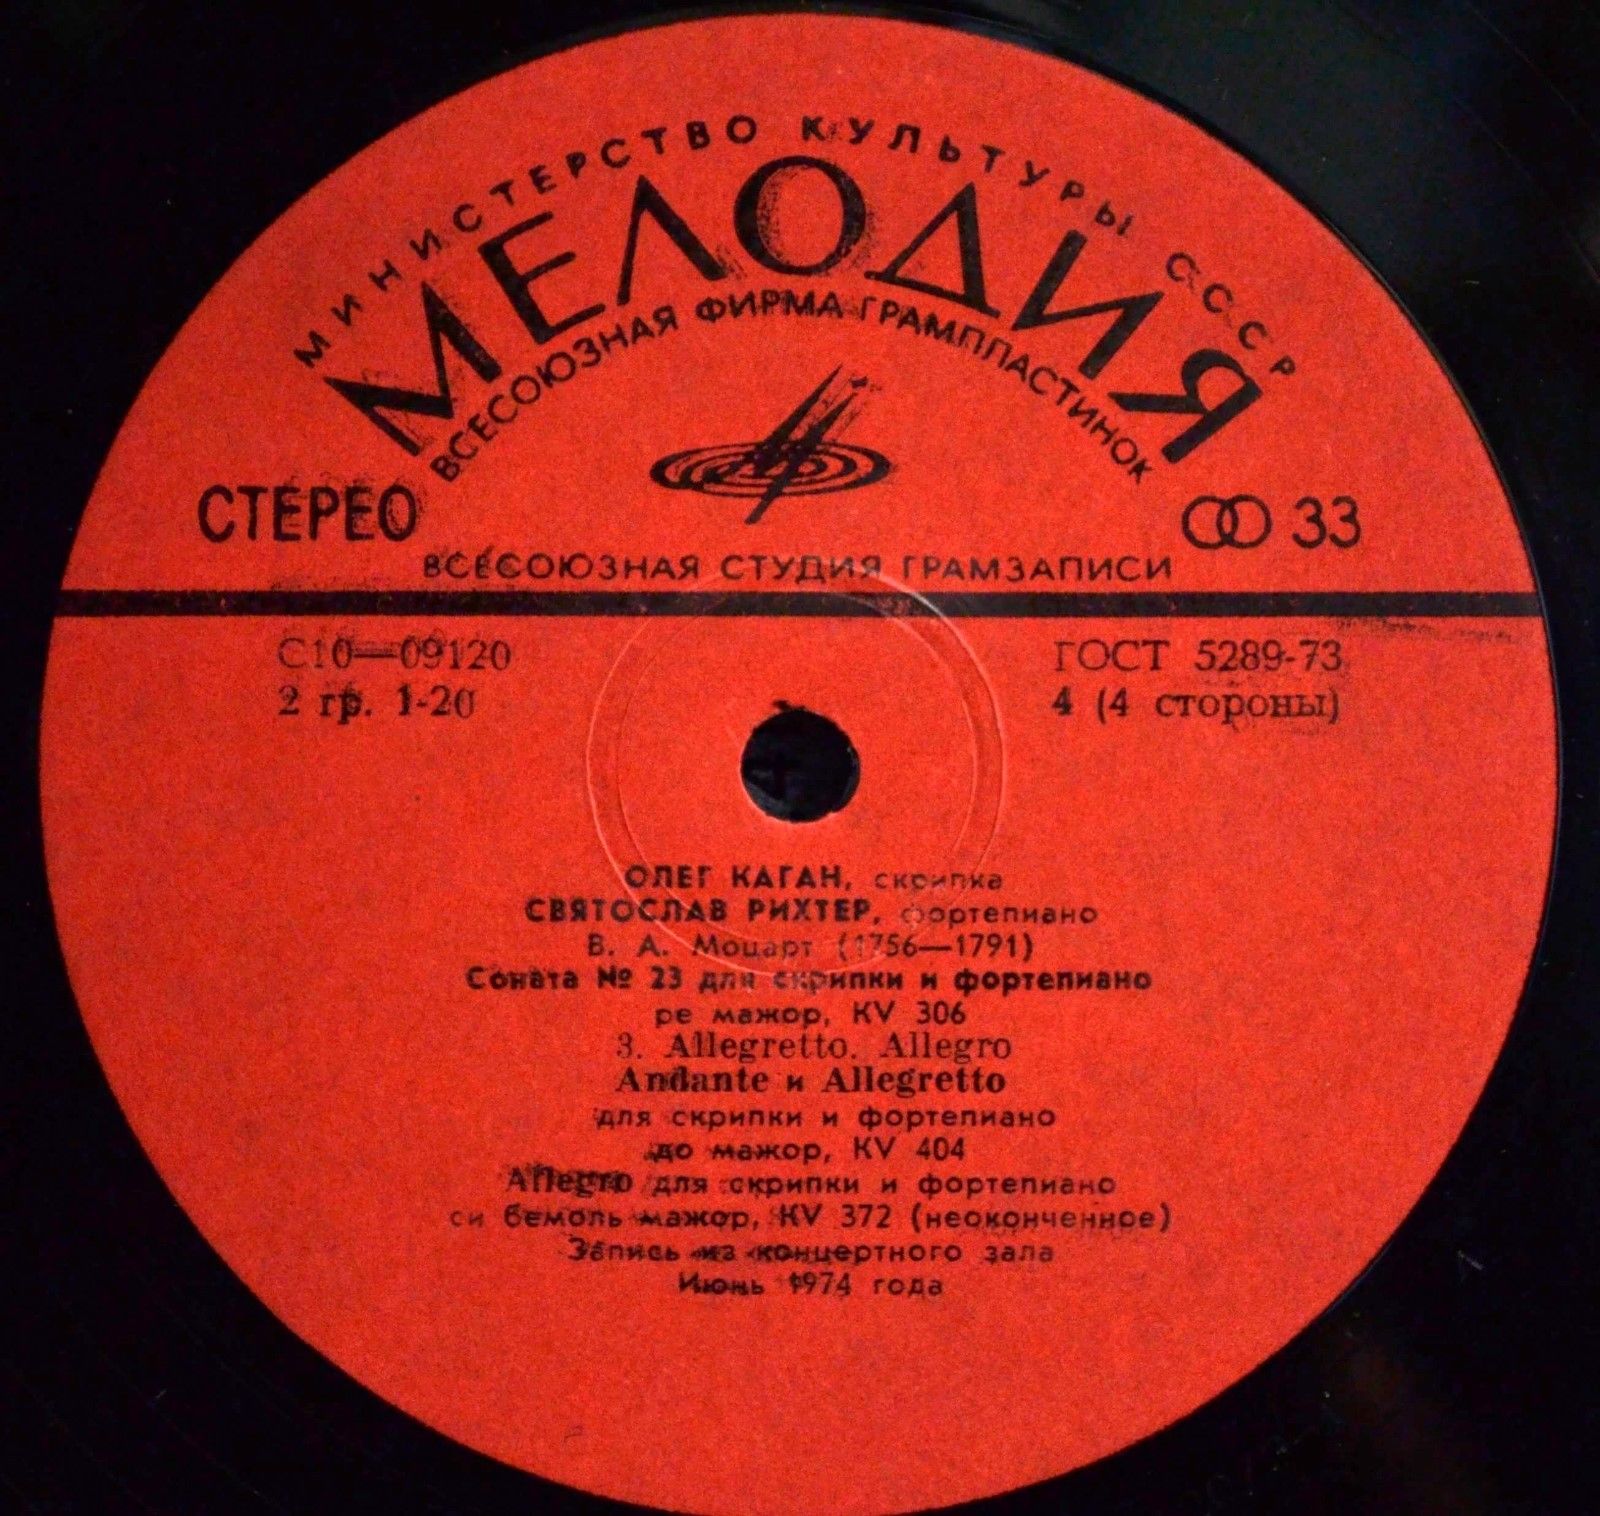 МИНИСТЕРСТВО КУЛЬТУРЫ СССР
МЕЛОДИЯ
ВСЕСОЮЗНАЯ ФИРМА ГРАМПЛАСТИНОК
СТЕРЕО
33
ВСЕСОЮЗНАЯ СТУДИЯ ГРАМЗАПИСИ
С10—09120
ГОСТ 5289-73
2 гр. 1-20
4 (4 стороны)
ОЛЕГ КАГАН, скрипка
СВЯТОСЛАВ РИХТЕР, фортепиано
В. А. Моцарт (1756—1791)
Соната № 23 для скрипки и фортепиано
ре мажор, KV 306
3. Allegretto. Allegro
Andante и Allegretto
для скрипки и фортепиано
до мажор, KV 404
Allegro для скрипки и фортепиано
си бемоль мажор, KV 372 (неоконченное)
Запись из концертного зала
Июнь 1974 года